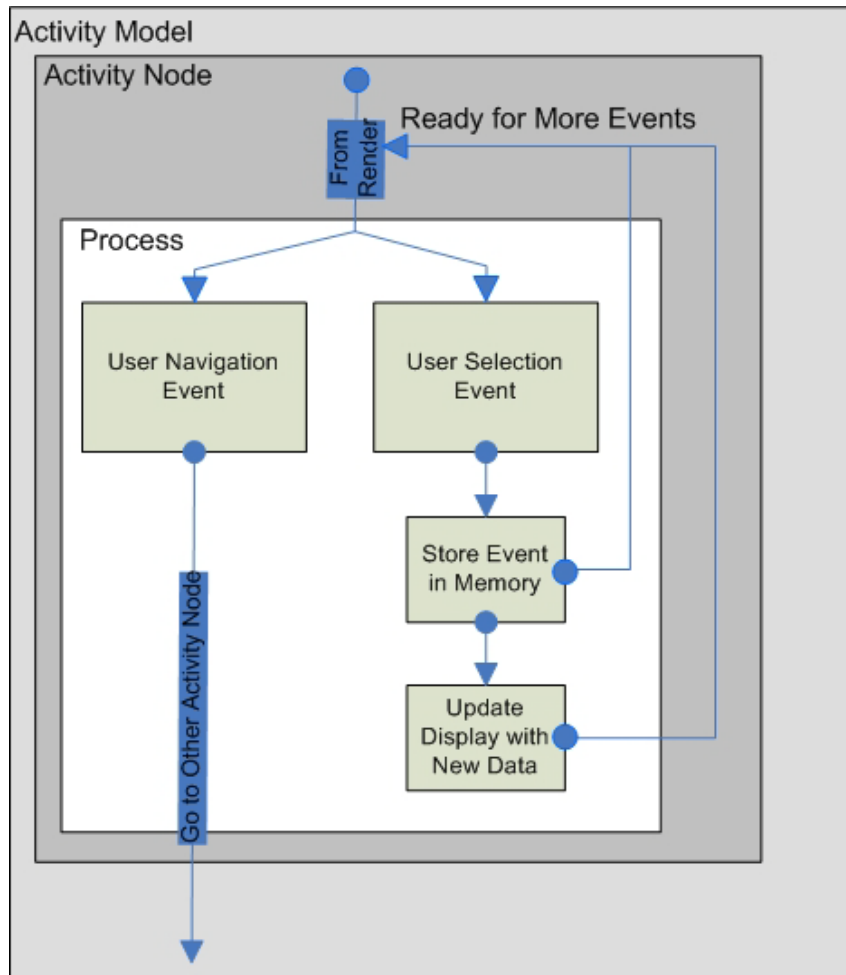 Activity Model
Activity Node
From
Render
Ready for More Events
Process
User Navigation
Event
User Selection
Event
Store Event
in Memory
Go to Other Activity Node
Update
Display with
New Data